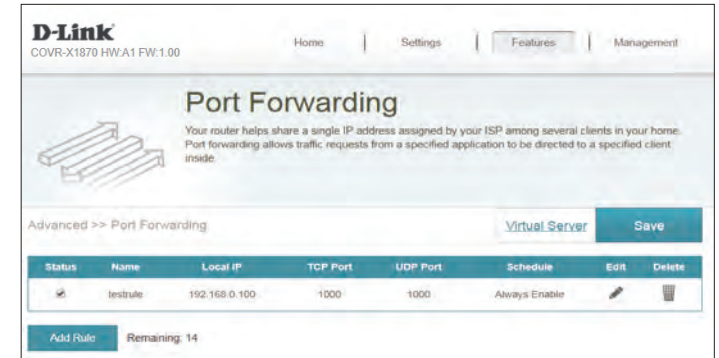 D-Link
COVR-X1870 HW:A1 FW:1.00
Home | Settings | Features | Management
Port Forwarding
Your router helps share a single IP address assigned by your ISP among several clients in your home.
Port forwarding allows traffic requests from a specified application to be directed to a specified client
inside.
Advanced >> Port Forwarding
Virtual Server
Save
Status Name Local IP TCP Port UDP Port Schedule Edit Delete
testrule 192.168.0.100 1000 1000 Always Enable
Add Rule Remaining: 14